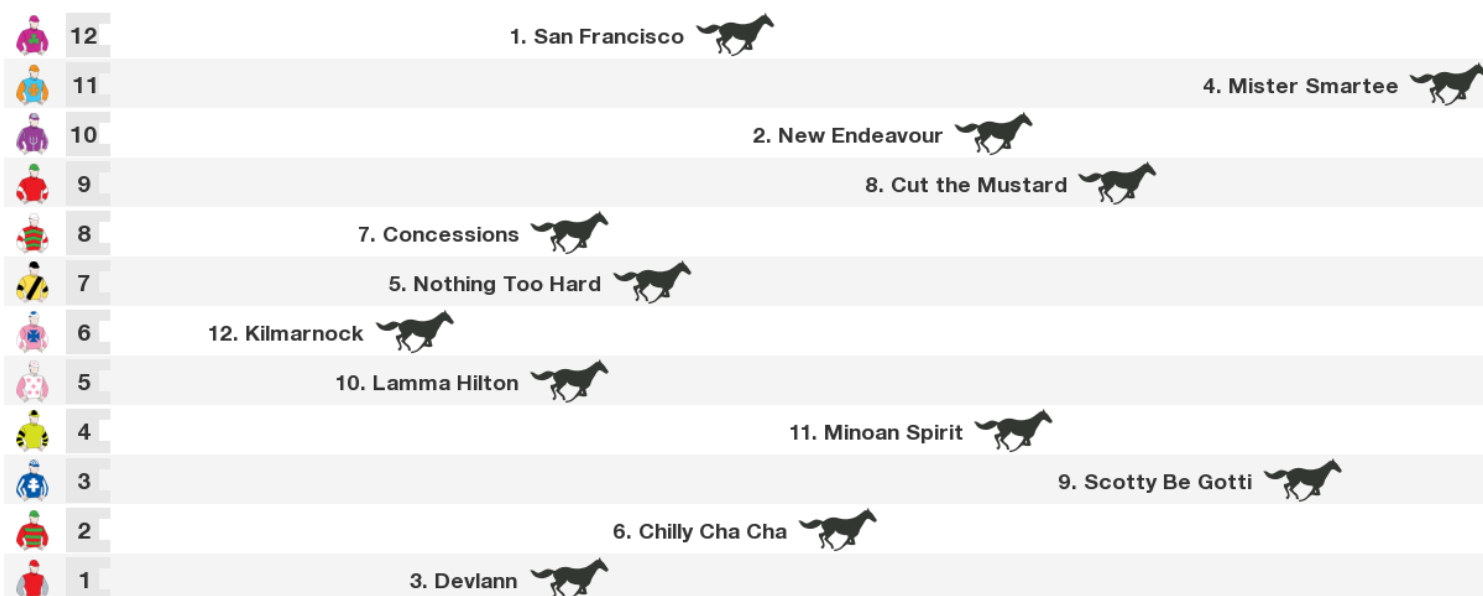 12 1. San Francisco
11 4. Mister Smartee
10 2. New Endeavour
9 8. Cut the Mustard
8 7. Concessions
7 5. Nothing Too Hard
6 12. Kilmarnock
5 10. Lamma Hilton
4 11. Minoan Spirit
3 9. Scotty Be Gotti
2 6. Chilly Cha Cha
1 3. Devlann